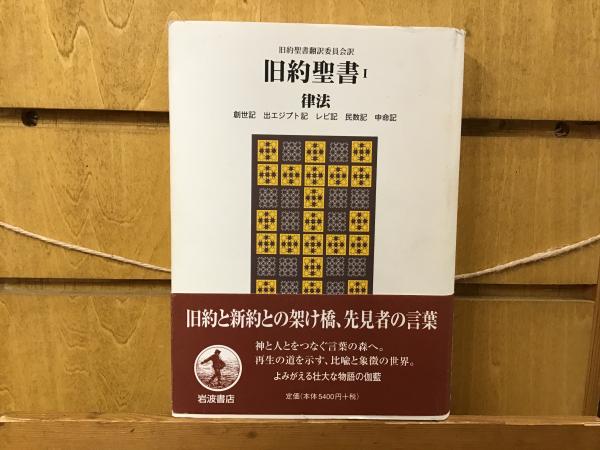 旧約聖書翻訳委員会訳
旧約聖書 I
律法
創世記 出エジプト記 レビ記 民数記 申命記
旧約と新約との架け橋、先見者の言葉
神と人とをつなぐ言葉の森へ。
再生の道を示す、比喩と象徴の世界。
よみがえる壮大な物語の伽藍
岩波書店
定価(本体5400円+税)